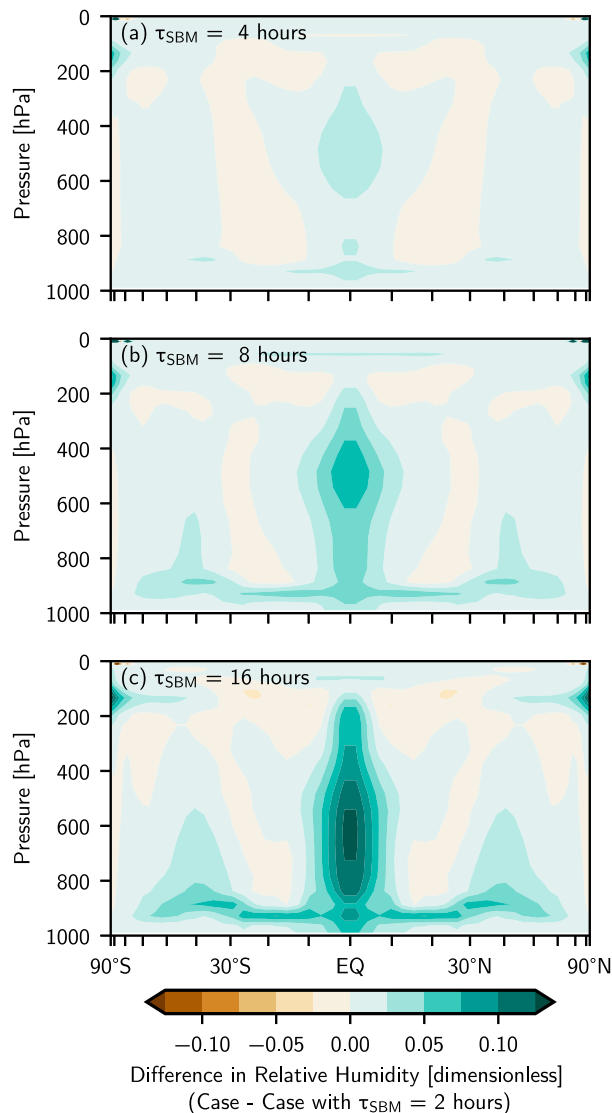 0
(a) τSBM = 4 hours
200
400
600
800
1000
Pressure [hPa]
0
(b) τSBM = 8 hours
200
400
600
800
1000
Pressure [hPa]
0
(c) τSBM = 16 hours
200
400
600
800
1000
Pressure [hPa]
90°S 30°S EQ 30°N 90°N
−0.10 −0.05 0.00 0.05 0.10
Difference in Relative Humidity [dimensionless]
(Case - Case with τSBM = 2 hours)